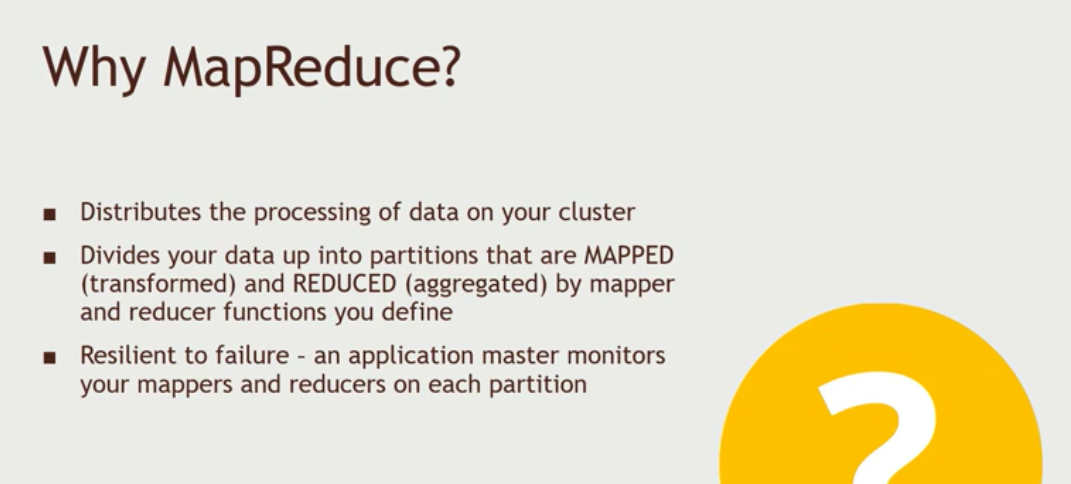 Why MapReduce?
■ Distributes the processing of data on your cluster
■ Divides your data up into partitions that are MAPPED
(transformed) and REDUCED (aggregated) by mapper
and reducer functions you define
■ Resilient to failure – an application master monitors
your mappers and reducers on each partition
?